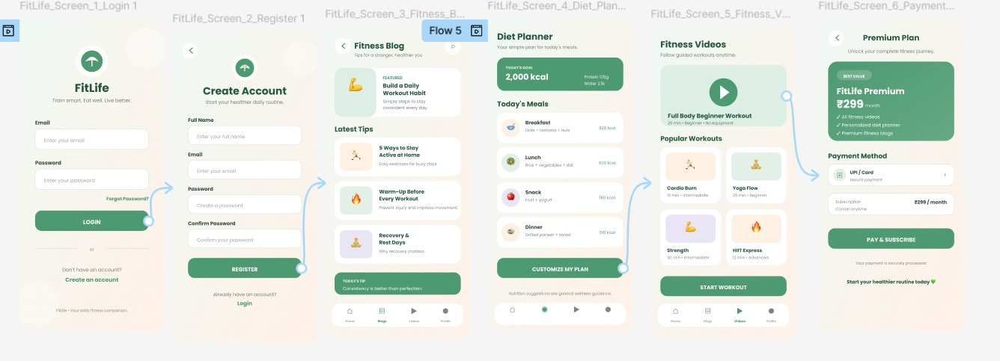 FitLife_Screen_1_Login 1
FitLife
Train smart. Eat well. Live better.
Email
Enter your email
Password
Enter your password
Forgot Password?
LOGIN
or
Don't have an account?
Create an account
FitLife • Your daily fitness companion.
FitLife_Screen_2_Register 1
Create Account
Start your healthier daily routine.
Full Name
Enter your full name
Email
Enter your email
Password
Create a password
Confirm Password
Confirm your password
REGISTER
Already have an account?
Login
FitLife_Screen_3_Fitness_B...
Flow 5
Fitness Blog
Tips for a stronger, healthier you
FEATURED
Build a Daily
Workout Habit
Simple steps to stay
consistent every day.
Latest Tips
5 Ways to Stay
Active at Home
Easy exercises for busy days.
Warm-Up Before
Every Workout
Prevent injury and improve movement.
Recovery &
Rest Days
Why recovery matters.
TODAY'S TIP
Consistency is better than perfection.
Home
Blogs
Videos
Profile
FitLife_Screen_4_Diet_Plan...
Diet Planner
Your simple plan for today's meals.
TODAY'S GOAL
2,000 kcal
Protein 120g
Water 2.5L
Today's Meals
Breakfast
Oats + banana + nuts
420 kcal
Lunch
Rice + vegetables + dal
620 kcal
Snack
Fruit + yogurt
180 kcal
Dinner
Grilled paneer + salad
510 kcal
CUSTOMIZE MY PLAN
Nutrition suggestions are general wellness guidance.
FitLife_Screen_5_Fitness_V...
Fitness Videos
Follow guided workouts anytime.
Full Body Beginner Workout
20 min • Beginner • No equipment
Popular Workouts
Cardio Burn
15 min • Intermediate
Yoga Flow
25 min • Beginner
Strength
30 min • Intermediate
HIIT Express
12 min • Advanced
START WORKOUT
Home
Blogs
Videos
Profile
FitLife_Screen_6_Payment...
Premium Plan
Unlock your complete fitness journey.
BEST VALUE
FitLife Premium
₹299 month
✓ All fitness videos
✓ Personalized diet planner
✓ Premium fitness blogs
Payment Method
UPI / Card
Secure payment
Subscription
₹299 / month
Cancel anytime
PAY & SUBSCRIBE
Your payment is securely processed.
Start your healthier routine today 💚